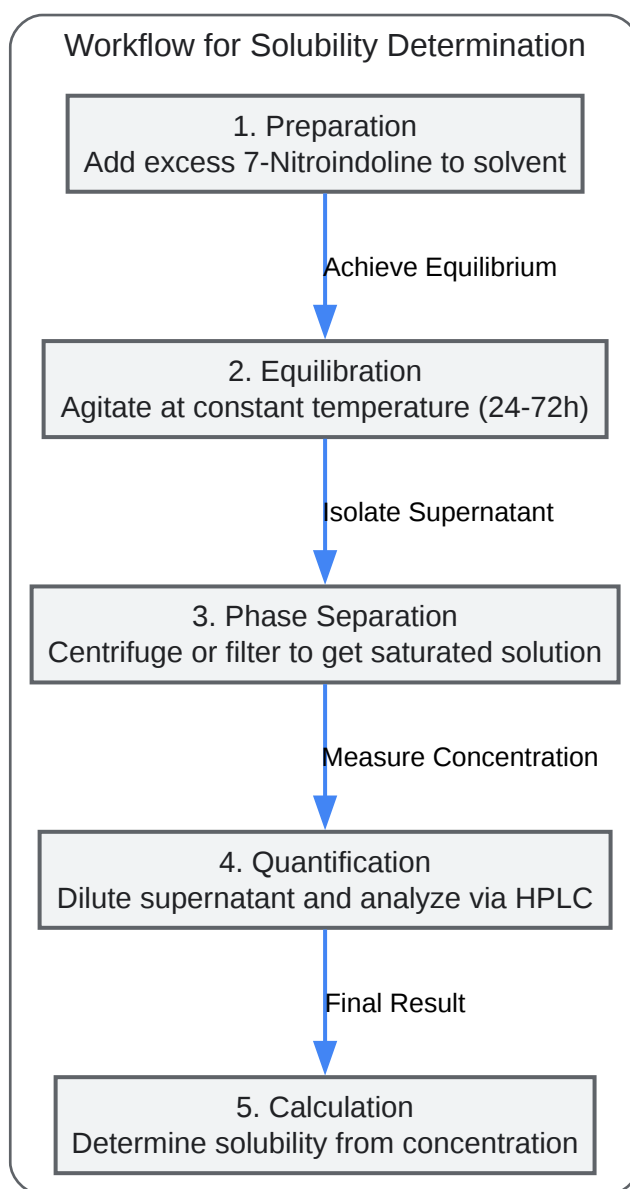 Workflow for Solubility Determination
1. Preparation
Add excess 7-Nitroindoline to solvent
Achieve Equilibrium
2. Equilibration
Agitate at constant temperature (24-72h)
Isolate Supernatant
3. Phase Separation
Centrifuge or filter to get saturated solution
Measure Concentration
4. Quantification
Dilute supernatant and analyze via HPLC
Final Result
5. Calculation
Determine solubility from concentration